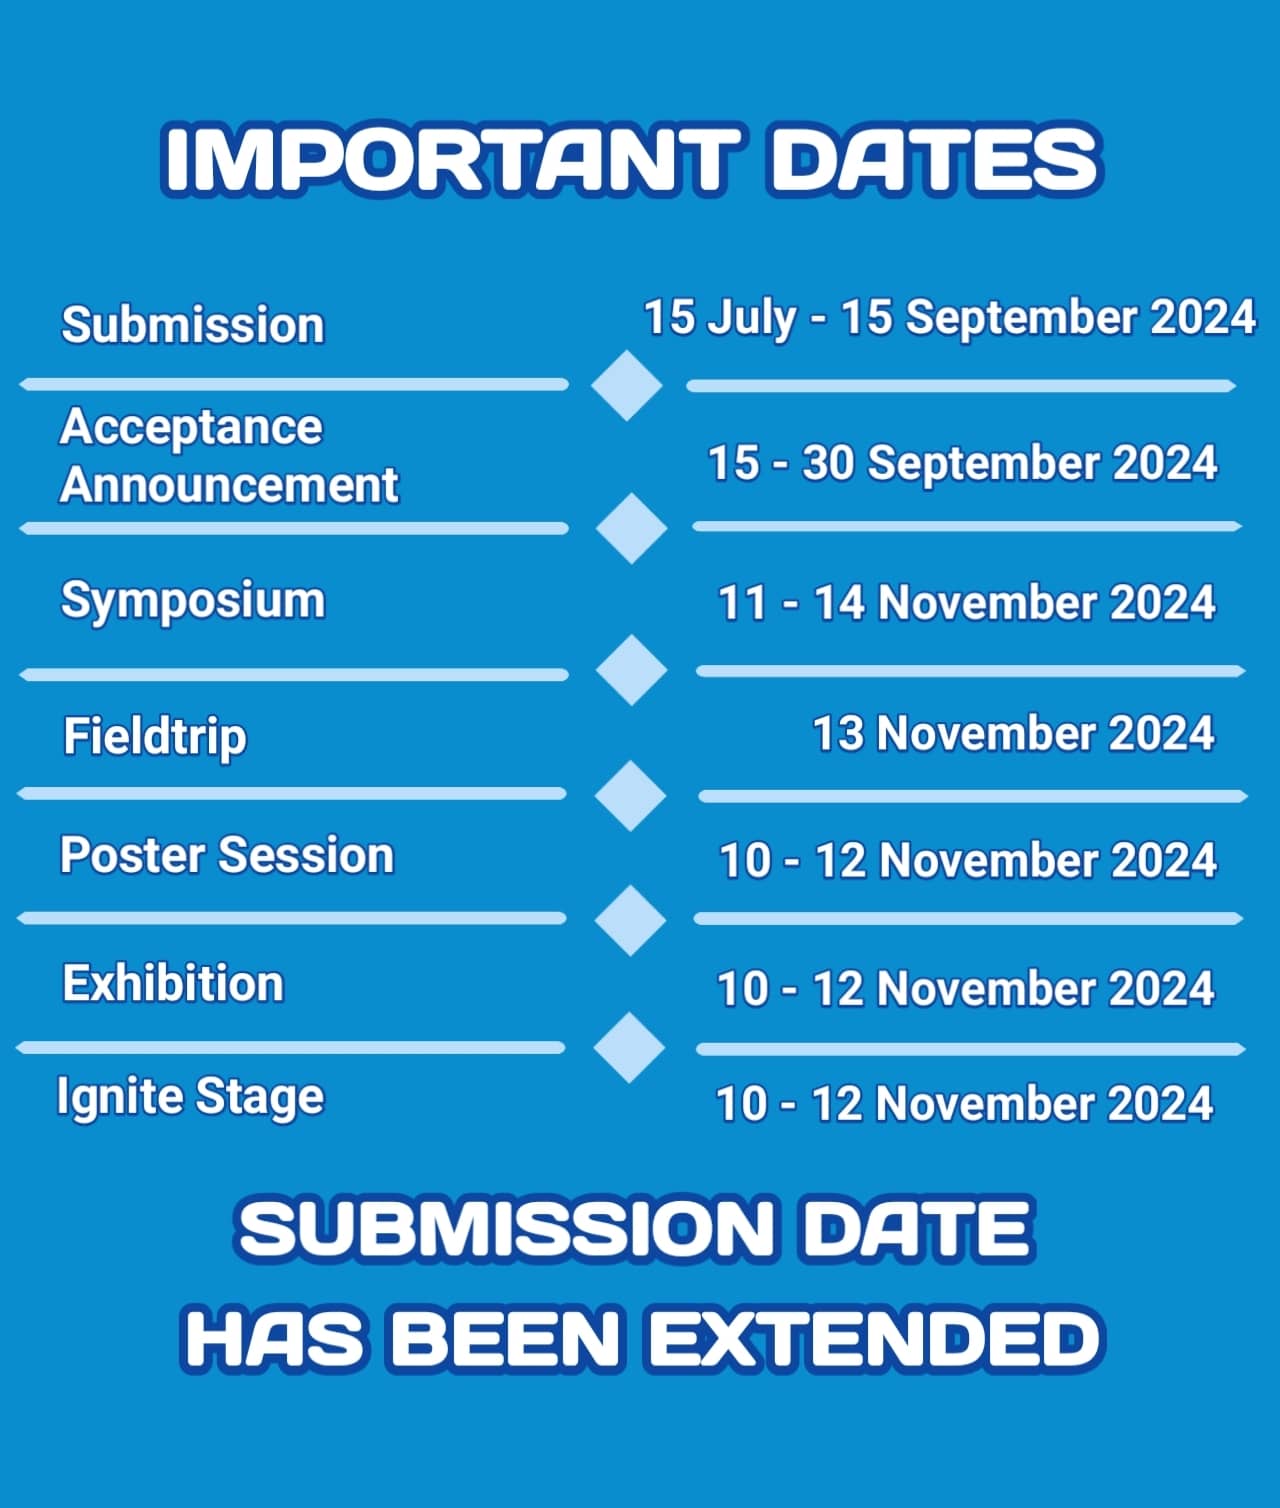 IMPORTANT DATES
Submission
15 July - 15 September 2024
Acceptance
Announcement
15 - 30 September 2024
Symposium
11 - 14 November 2024
Fieldtrip
13 November 2024
Poster Session
10 - 12 November 2024
Exhibition
10 - 12 November 2024
Ignite Stage
10 - 12 November 2024
SUBMISSION DATE
HAS BEEN EXTENDED